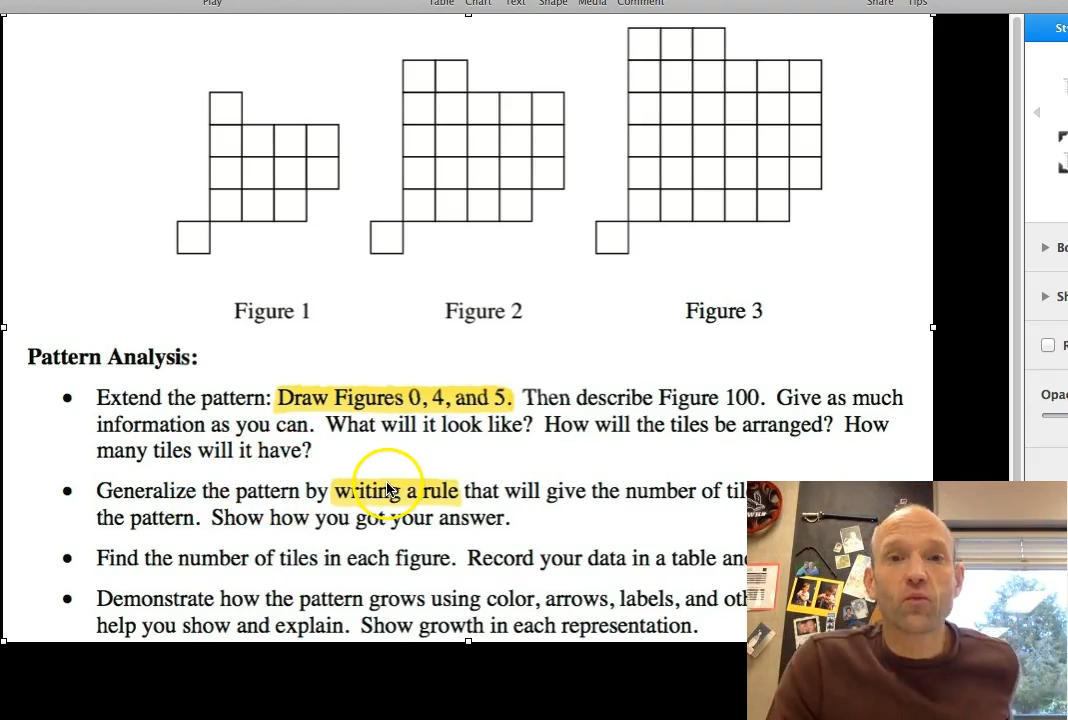 Play Table Chart Text Shape Media Comment Share Tips
Figure 1 Figure 2 Figure 3
Pattern Analysis:
• Extend the pattern: Draw Figures 0, 4, and 5. Then describe Figure 100. Give as much
information as you can. What will it look like? How will the tiles be arranged? How
many tiles will it have?
• Generalize the pattern by writing a rule that will give the number of
the pattern. Show how you got your answer.
• Find the number of tiles in each figure. Record your data in a table
• Demonstrate how the pattern grows using color, arrows, labels, and
help you show and explain. Show growth in each representation.